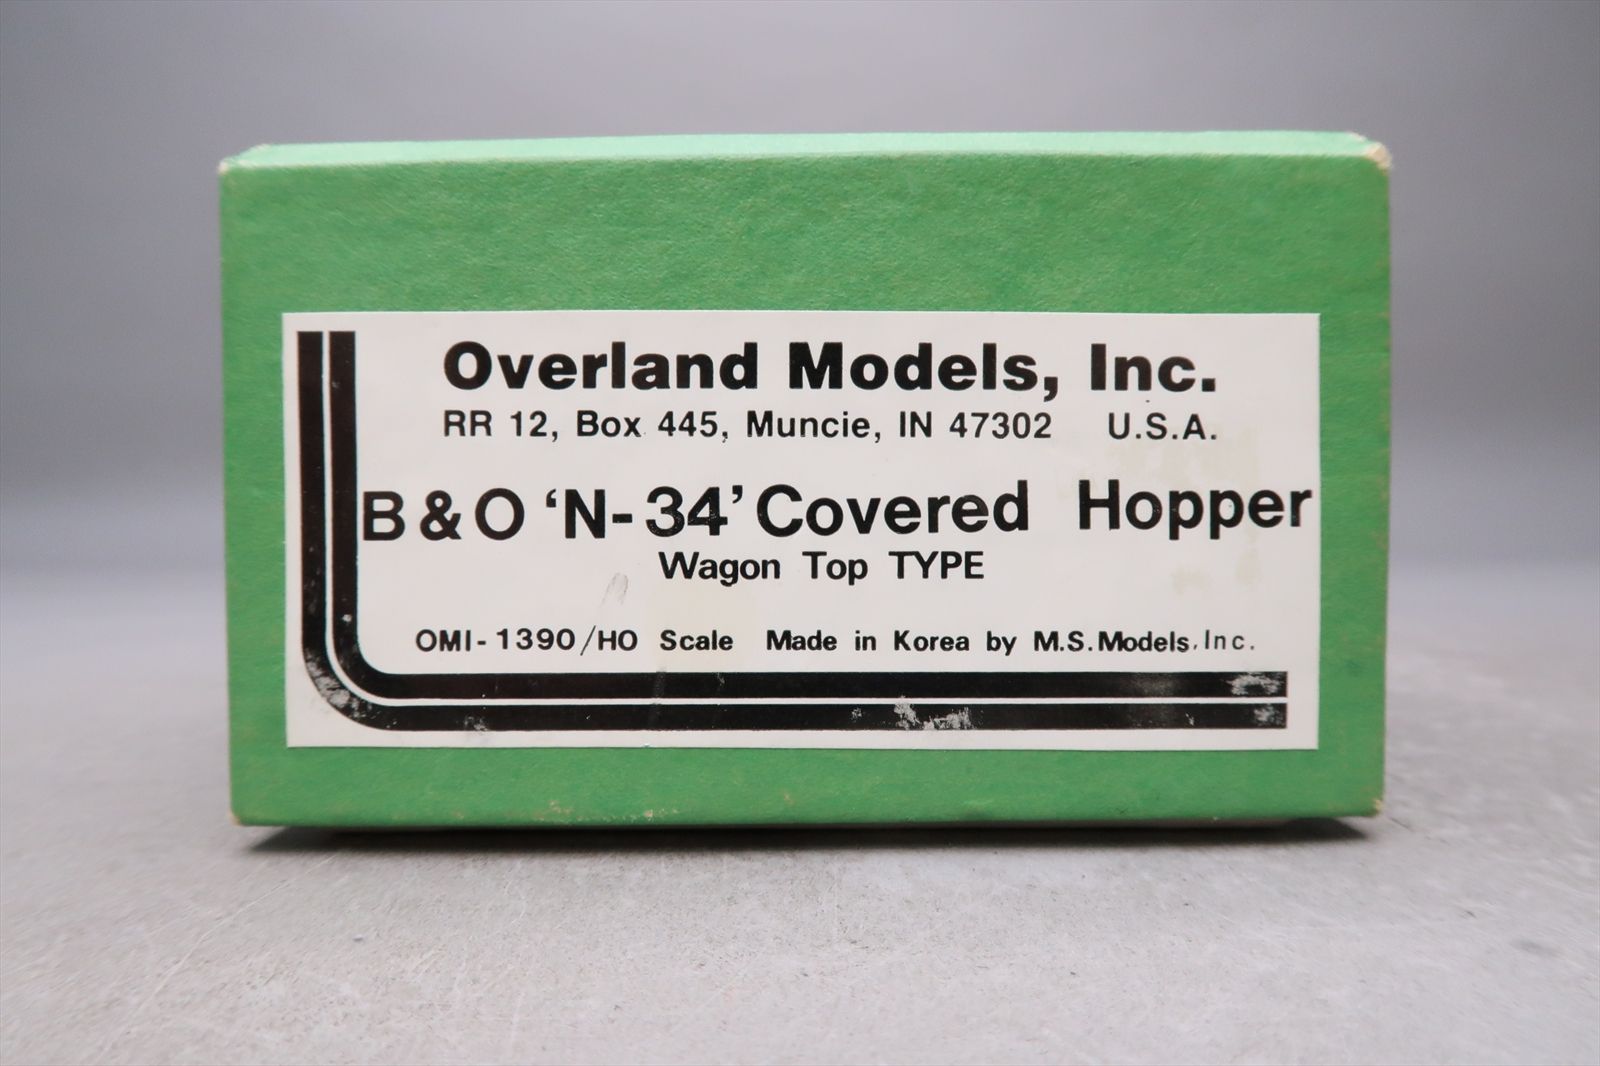 Overland Models, Inc.
RR 12, Box 445, Muncie, IN 47302 U.S.A.
B & O ‘N-34’ Covered Hopper
Wagon Top TYPE
OMI-1390/HO Scale Made in Korea by M.S.Models, Inc.